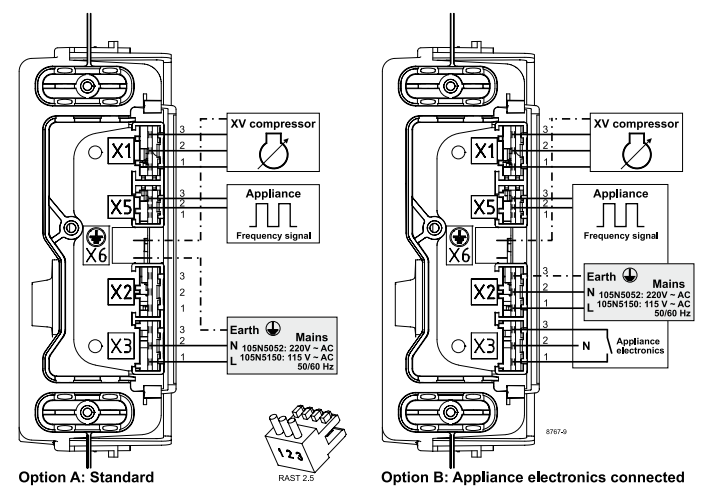 XV compressor
3
2
1
X1
Appliance
Frequency signal
3
2
1
X5
X6
3
2
1
X2
Earth
Mains
N 105N5052: 220V ~ AC
L 105N5150: 115 V ~ AC
50/60 Hz
3
2
1
X3
1 2 3
RAST 2.5
Option A: Standard
XV compressor
3
2
1
X1
Appliance
Frequency signal
3
2
1
X5
X6
Earth
Mains
N 105N5052: 220V ~ AC
L 105N5150: 115 V ~ AC
50/60 Hz
3
2
1
X2
3
2
1
X3
N
Appliance
electronics
8767-9
Option B: Appliance electronics connected